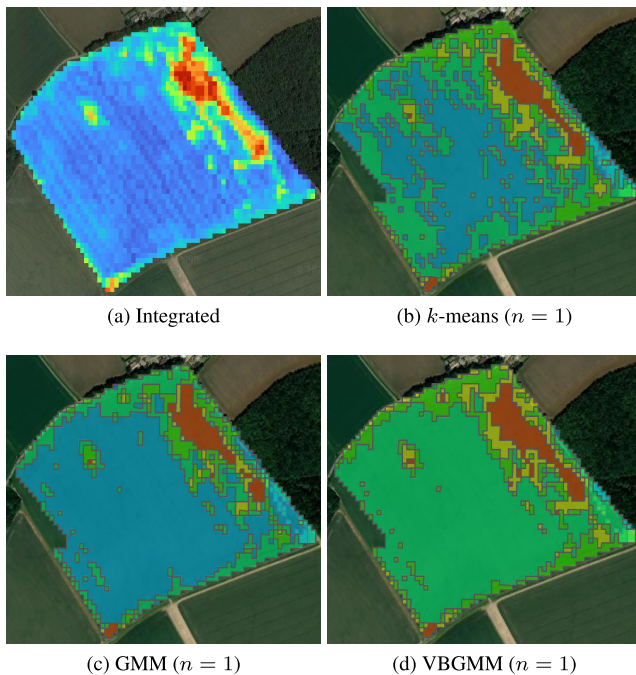 (a) Integrated
(b) k-means (n = 1)
(c) GMM (n = 1)
(d) VBGMM (n = 1)